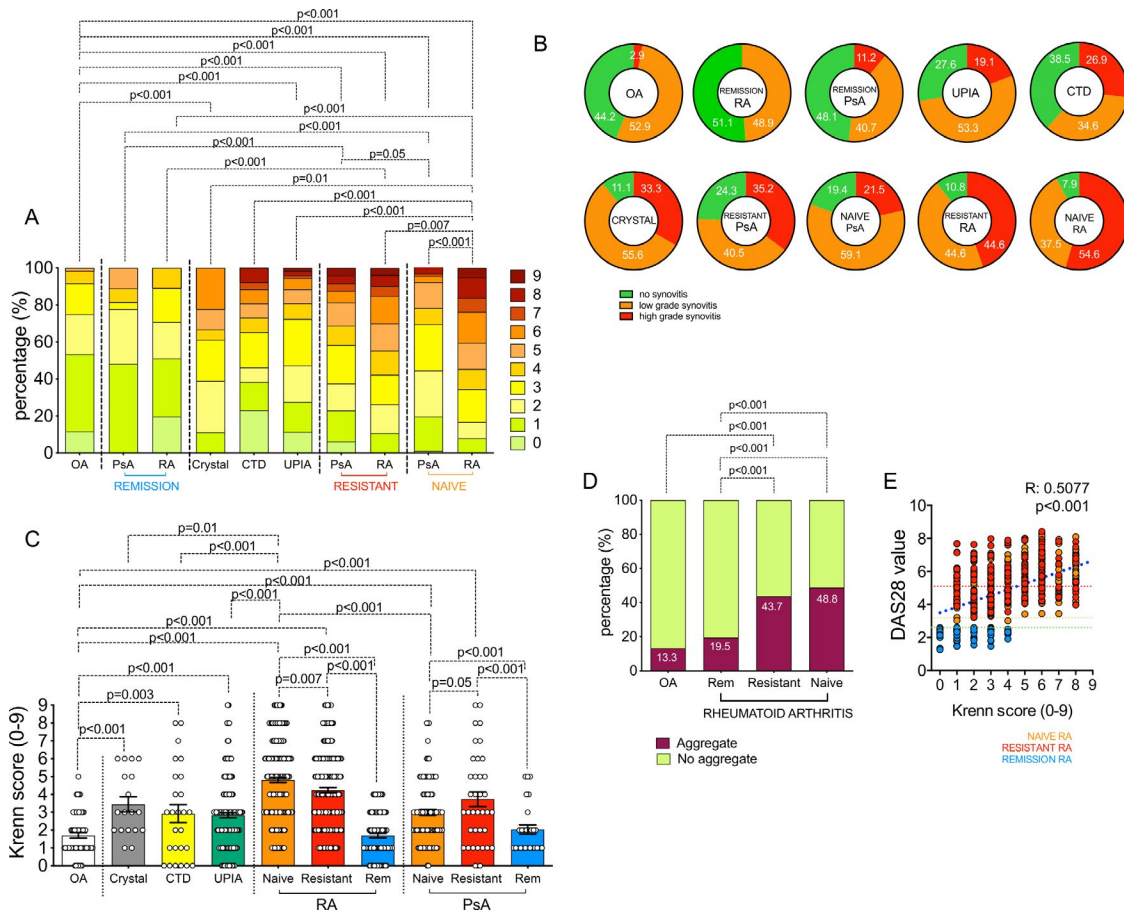 A
p<0.001
p<0.001
p<0.001
p<0.001
p<0.001
p<0.001
p<0.001
p<0.001
p=0.05
p<0.001
p=0.01
p<0.001
p<0.001
p=0.007
p<0.001
percentage (%)
100
80
60
40
20
0
OA
PsA
RA
Crystal
CTD
UPIA
PsA
RA
PsA
RA
REMISSION
RESISTANT
NAIVE
9
8
7
6
5
4
3
2
1
0
B
2.9
OA
44.2
52.9
REMISSION
RA
51.1
48.9
11.2
REMISSION
PsA
48.1
40.7
27.6
19.1
UPIA
53.3
38.5
26.9
CTD
34.6
11.1
33.3
CRYSTAL
55.6
24.3
35.2
RESISTANT
PsA
40.5
19.4
21.5
NAIVE
PsA
59.1
10.8
RESISTANT
RA
44.6
44.6
7.9
NAIVE
RA
37.5
54.6
no synovitis
low grade synovitis
high grade synovitis
C
p=0.01
p<0.001
p<0.001
p<0.001
p<0.001
p<0.001
p<0.001
p<0.001
p<0.001
p<0.001
p<0.001
p<0.001
p=0.003
p=0.007
p=0.05
p<0.001
Krenn score (0-9)
9
8
7
6
5
4
3
2
1
0
OA
Crystal
CTD
UPIA
Naive
Resistant
Rem
Naive
Resistant
Rem
RA
PsA
D
p<0.001
p<0.001
p<0.001
p<0.001
percentage (%)
100
80
60
40
20
0
13.3
19.5
43.7
48.8
OA
Rem
Resistant
Naive
RHEUMATOID ARTHRITIS
Aggregate
No aggregate
E
R: 0.5077
p<0.001
DAS28 value
10
8
6
4
2
0
0 1 2 3 4 5 6 7 8 9
Krenn score (0-9)
NAIVE RA
RESISTANT RA
REMISSION RA